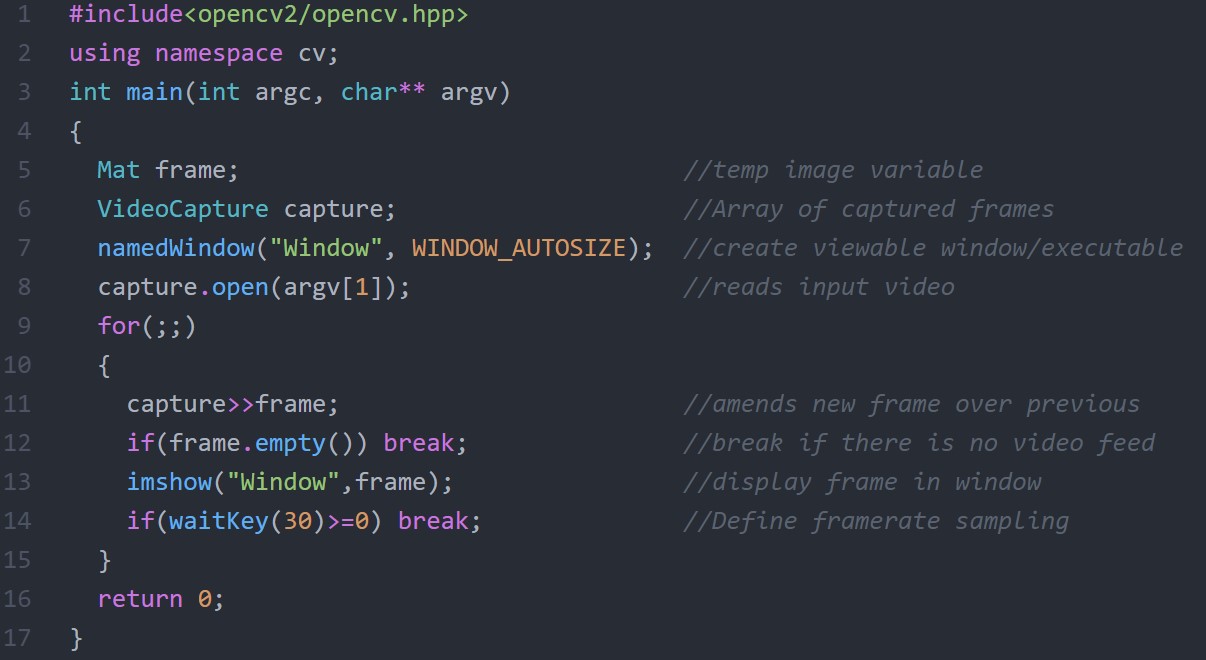 1 #include<opencv2/opencv.hpp>
2 using namespace cv;
3 int main(int argc, char** argv)
4 {
5 Mat frame; //temp image variable
6 VideoCapture capture; //Array of captured frames
7 namedWindow("Window", WINDOW_AUTOSIZE); //create viewable window/executable
8 capture.open(argv[1]); //reads input video
9 for(;;)
10 {
11 capture>>frame; //amends new frame over previous
12 if(frame.empty()) break; //break if there is no video feed
13 imshow("Window",frame); //display frame in window
14 if(waitKey(30)>=0) break; //Define framerate sampling
15 }
16 return 0;
17 }